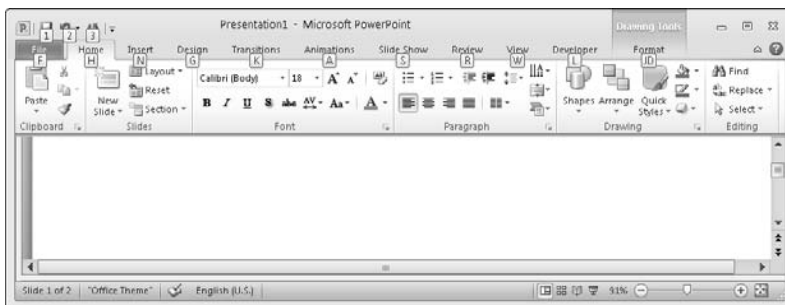 P
Presentation1 - Microsoft PowerPoint
Drawing Tools
1 2 3
File Home Insert Design Transitions Animations Slide Show Review View Developer Format
F H N G K A S R W L JD
Paste
New Slide
Layout
Reset
Section
Calibri (Body) 18 A A
B I U S abc AV Aa A
Shapes Arrange Quick Styles
Find
Replace
Select
Clipboard Slides Font Paragraph Drawing Editing
Slide 1 of 2 "Office Theme" English (U.S.) 91%